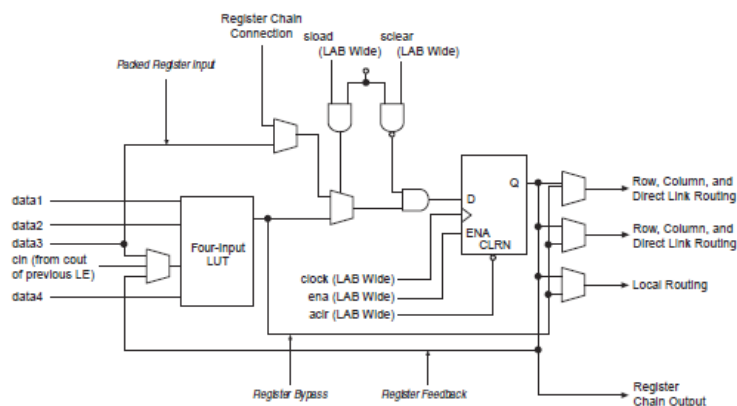 Register Chain
Connection
sload
(LAB Wide)
sclear
(LAB Wide)
Packed Register Input
data1
data2
data3
cin (from cout
of previous LE)
data4
Four-Input
LUT
clock (LAB Wide)
ena (LAB Wide)
aclr (LAB Wide)
D
Q
ENA
CLRN
Row, Column, and
Direct Link Routing
Row, Column, and
Direct Link Routing
Local Routing
Register Bypass
Register Feedback
Register
Chain Output